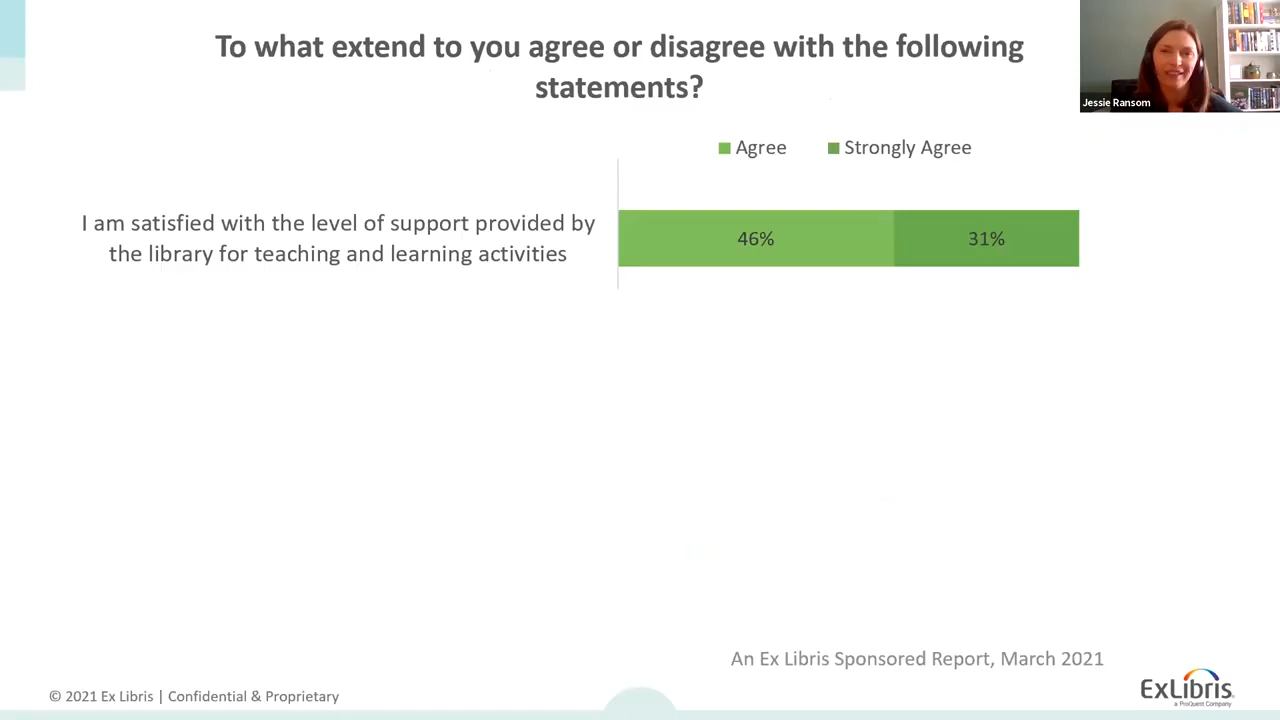 To what extend to you agree or disagree with the following
statements?
Jessie Ransom
Agree Strongly Agree
I am satisfied with the level of support provided by
the library for teaching and learning activities
46% 31%
An Ex Libris Sponsored Report, March 2021
© 2021 Ex Libris | Confidential & Proprietary
ExLibris
a ProQuest Company